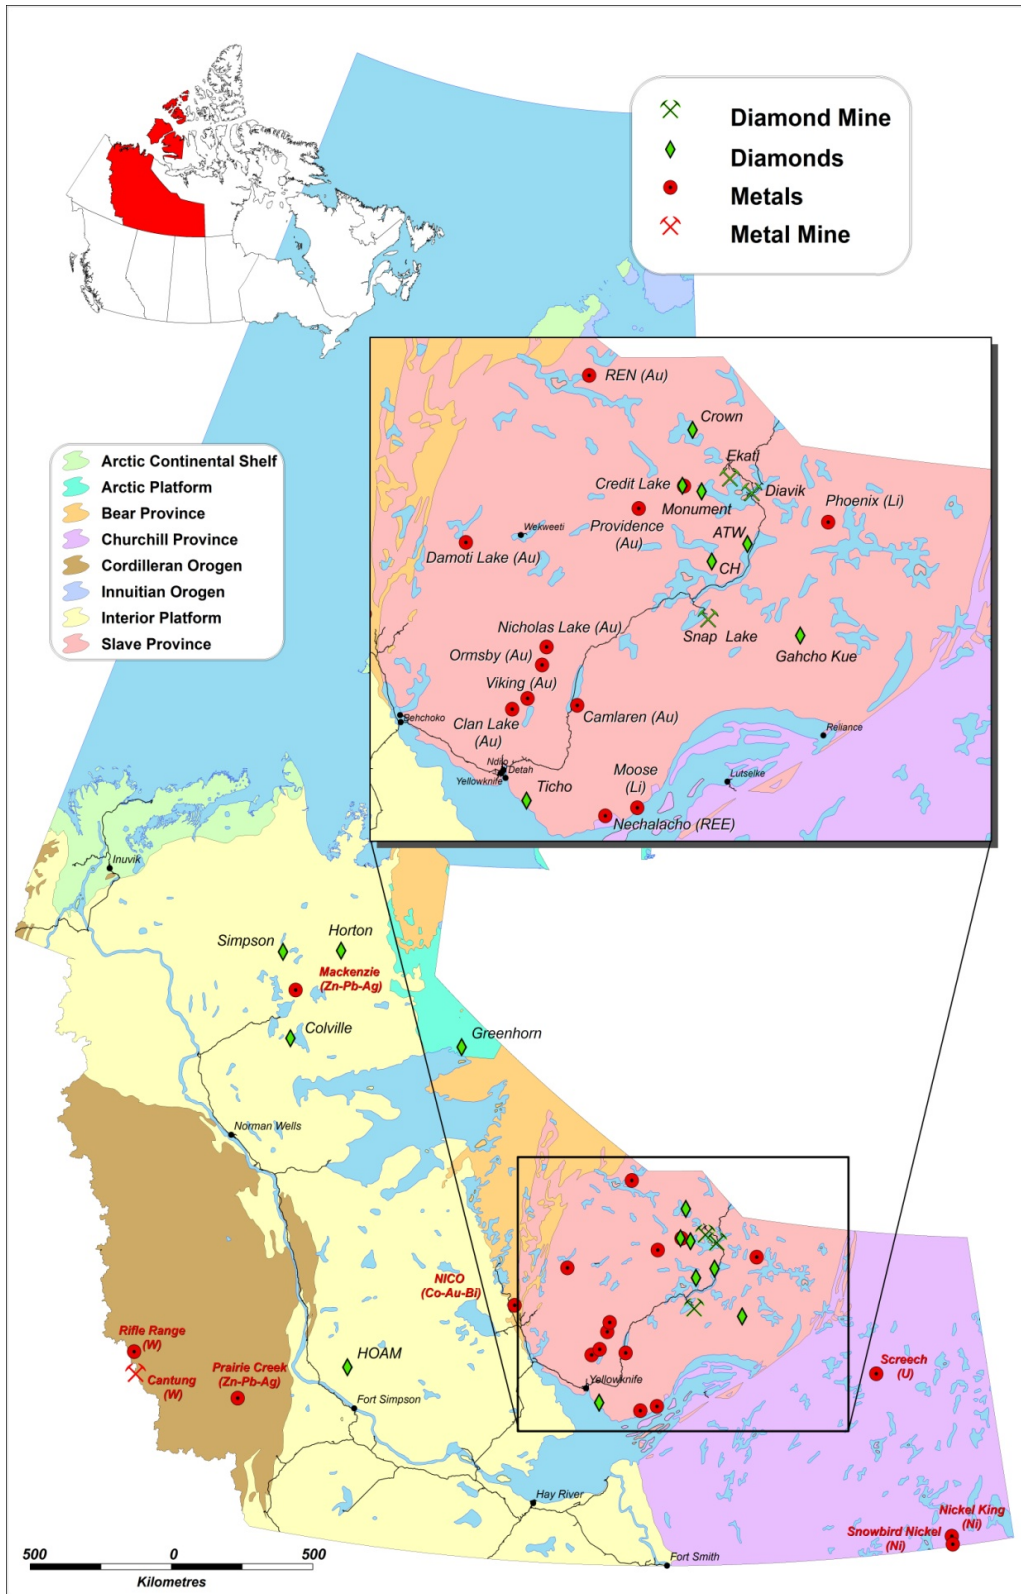 Diamond Mine
Diamonds
Metals
Metal Mine
Arctic Continental Shelf
Arctic Platform
Bear Province
Churchill Province
Cordilleran Orogen
Innuitian Orogen
Interior Platform
Slave Province
REN (Au)
Crown
Ekati
Credit Lake
Diavik
Monument
Phoenix (Li)
Providence
(Au)
Wekweeti
ATW
Damoti Lake (Au)
CH
Nicholas Lake (Au)
Snap Lake
Ormsby (Au)
Gahcho Kue
Viking (Au)
Behchoko
Clan Lake
(Au)
Camlaren (Au)
Reliance
Ndilo
Detah
Yellowknife
Moose
(Li)
Lutselke
Ticho
Nechalacho (REE)
Inuvik
Simpson
Horton
Mackenzie
(Zn-Pb-Ag)
Colville
Greenhorn
Norman Wells
NICO
(Co-Au-Bi)
Rifle Range
(W)
HOAM
Prairie Creek
(Zn-Pb-Ag)
Cantung
(W)
Screech
(U)
Yellowknife
Fort Simpson
Hay River
Nickel King
(Ni)
Snowbird Nickel
(Ni)
Fort Smith
500 0 500
Kilometres